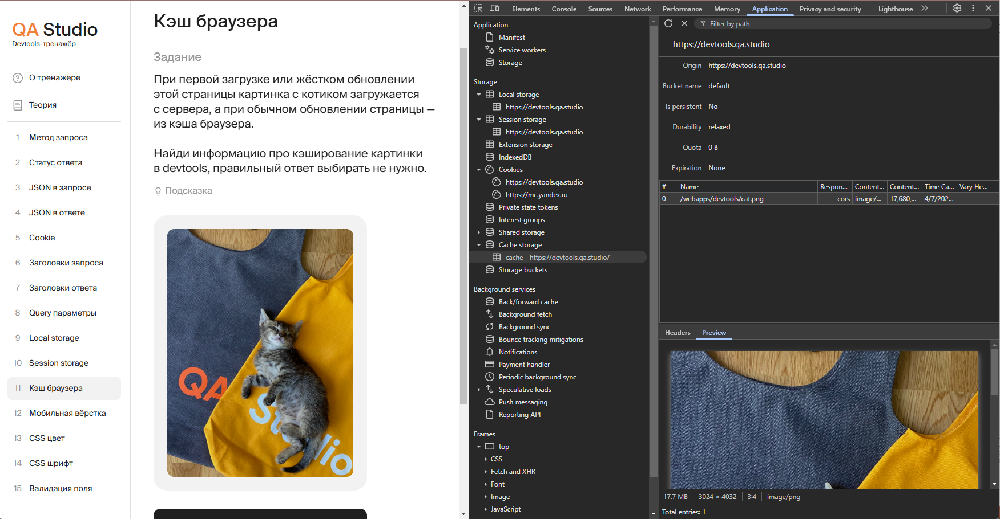 QA Studio
Devtools-тренажёр
О тренажёре
Теория
1 Метод запроса
2 Статус ответа
3 JSON в запросе
4 JSON в ответе
5 Cookie
6 Заголовки запроса
7 Заголовки ответа
8 Query параметры
9 Local storage
10 Session storage
11 Кэш браузера
12 Мобильная вёрстка
13 CSS цвет
14 CSS шрифт
15 Валидация поля
Кэш браузера
Задание
При первой загрузке или жёстком обновлении
этой страницы картинка с котиком загружается
с сервера, а при обычном обновлении страницы —
из кэша браузера.
Найди информацию про кэширование картинки
в devtools, правильный ответ выбирать не нужно.
Подсказка
QA
Studio
Elements Console Sources Network Performance Memory Application Privacy and security Lighthouse
Application
Manifest
Service workers
Storage
Storage
Local storage
https://devtools.qa.studio
Session storage
https://devtools.qa.studio
Extension storage
IndexedDB
Cookies
https://devtools.qa.studio
https://mc.yandex.ru
Private state tokens
Interest groups
Shared storage
Cache storage
cache - https://devtools.qa.studio/
Storage buckets
Background services
Back/forward cache
Background fetch
Background sync
Bounce tracking mitigations
Notifications
Payment handler
Periodic background sync
Speculative loads
Push messaging
Reporting API
Frames
top
CSS
Fetch and XHR
Font
Image
JavaScript
Filter by path
https://devtools.qa.studio
Origin https://devtools.qa.studio
Bucket name default
Is persistent No
Durability relaxed
Quota 0 B
Expiration None
# Name Respon... Content... Content... Time Ca... Vary He...
0 /webapps/devtools/cat.png cors image/... 17,680,... 4/7/202...
Headers Preview
17.7 MB 3024 × 4032 3:4 image/png
Total entries: 1